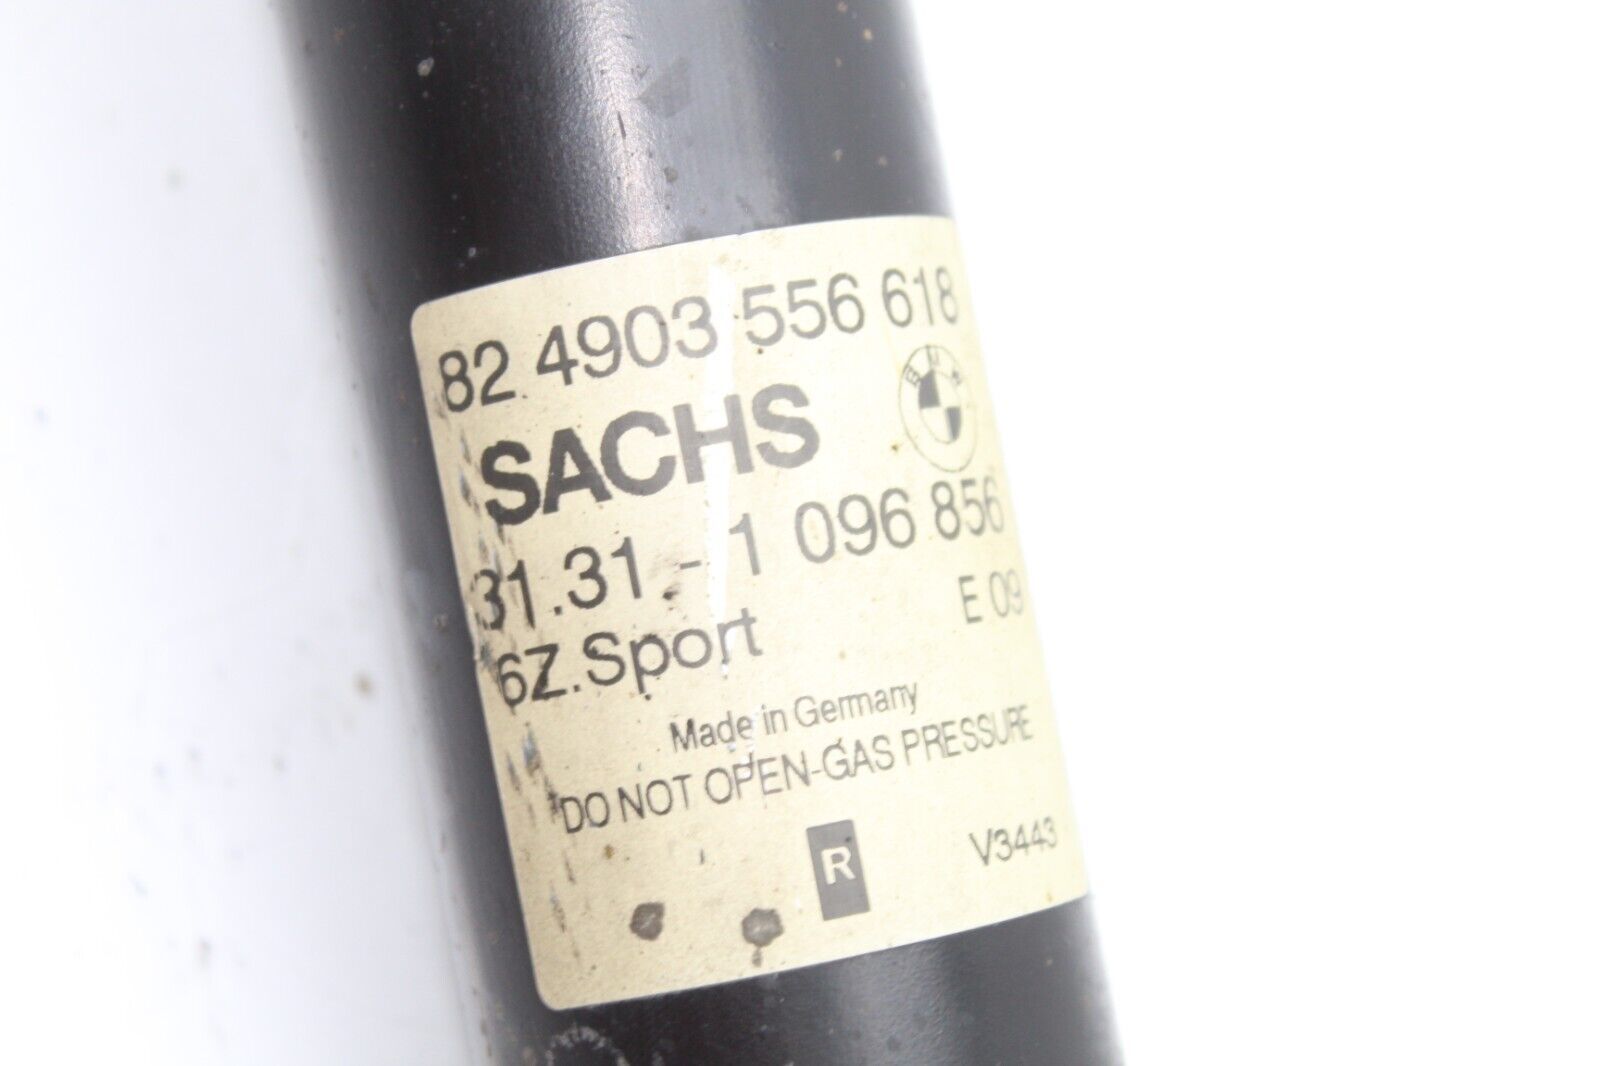 82 4903 556 618
BMW
SACHS
31.31 - 1 096 856
6Z.Sport E 09
Made in Germany
DO NOT OPEN-GAS PRESSURE
R V3443